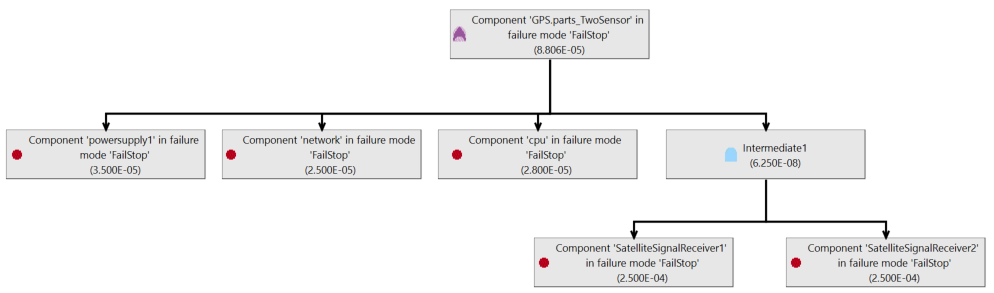 Component 'GPS.parts_TwoSensor' in
failure mode 'FailStop'
(8.806E-05)
Component 'powersupply1' in failure
mode 'FailStop'
(3.500E-05)
Component 'network' in failure mode
'FailStop'
(2.500E-05)
Component 'cpu' in failure mode
'FailStop'
(2.800E-05)
Intermediate1
(6.250E-08)
Component 'SatelliteSignalReceiver1'
in failure mode 'FailStop'
(2.500E-04)
Component 'SatelliteSignalReceiver2'
in failure mode 'FailStop'
(2.500E-04)